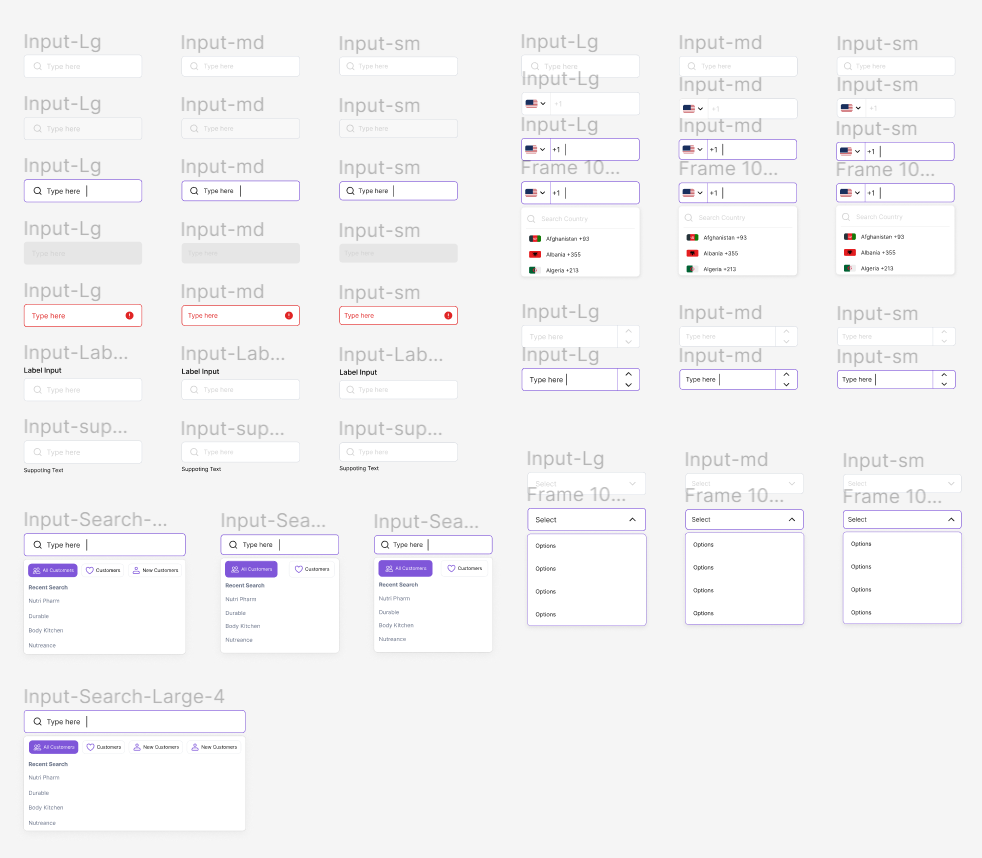 Input-Lg
Type here
Input-md
Type here
Input-sm
Type here
Input-Lg
Type here
Input-md
Type here
Input-sm
Type here
Input-Lg
Type here
Input-md
Type here
Input-sm
Type here
Input-Lg
Type here
Input-md
Type here
Input-sm
Type here
Input-Lg
Type here
Input-md
Type here
Input-sm
Type here
Input-Lab...
Label Input
Type here
Input-Lab...
Label Input
Type here
Input-Lab...
Label Input
Type here
Input-sup...
Type here
Suppoting Text
Input-sup...
Type here
Suppoting Text
Input-sup...
Type here
Suppoting Text
Input-Search-...
Type here
All Customers
Customers
New Customers
Recent Search
Nutri Pharm
Durable
Body Kitchen
Nutreance
Input-Sea...
Type here
All Customers
Customers
Recent Search
Nutri Pharm
Durable
Body Kitchen
Nutreance
Input-Sea...
Type here
All Customers
Customers
Recent Search
Nutri Pharm
Durable
Body Kitchen
Nutreance
Input-Search-Large-4
Type here
All Customers
Customers
New Customers
New Customers
Recent Search
Nutri Pharm
Durable
Body Kitchen
Nutreance
Input-Lg
Type here
Input-md
Type here
Input-sm
Type here
Input-Lg
+1
Input-md
+1
Input-sm
+1
Input-Lg
+1
Input-md
+1
Input-sm
+1
Frame 10...
+1
Search Country
Afghanistan +93
Albania +355
Algeria +213
Frame 10...
+1
Search Country
Afghanistan +93
Albania +355
Algeria +213
Frame 10...
+1
Search Country
Afghanistan +93
Albania +355
Algeria +213
Input-Lg
Type here
Input-md
Type here
Input-sm
Type here
Input-Lg
Type here
Input-md
Type here
Input-sm
Type here
Input-Lg
Select
Input-md
Select
Input-sm
Select
Frame 10...
Select
Options
Options
Options
Options
Frame 10...
Select
Options
Options
Options
Options
Frame 10...
Select
Options
Options
Options
Options